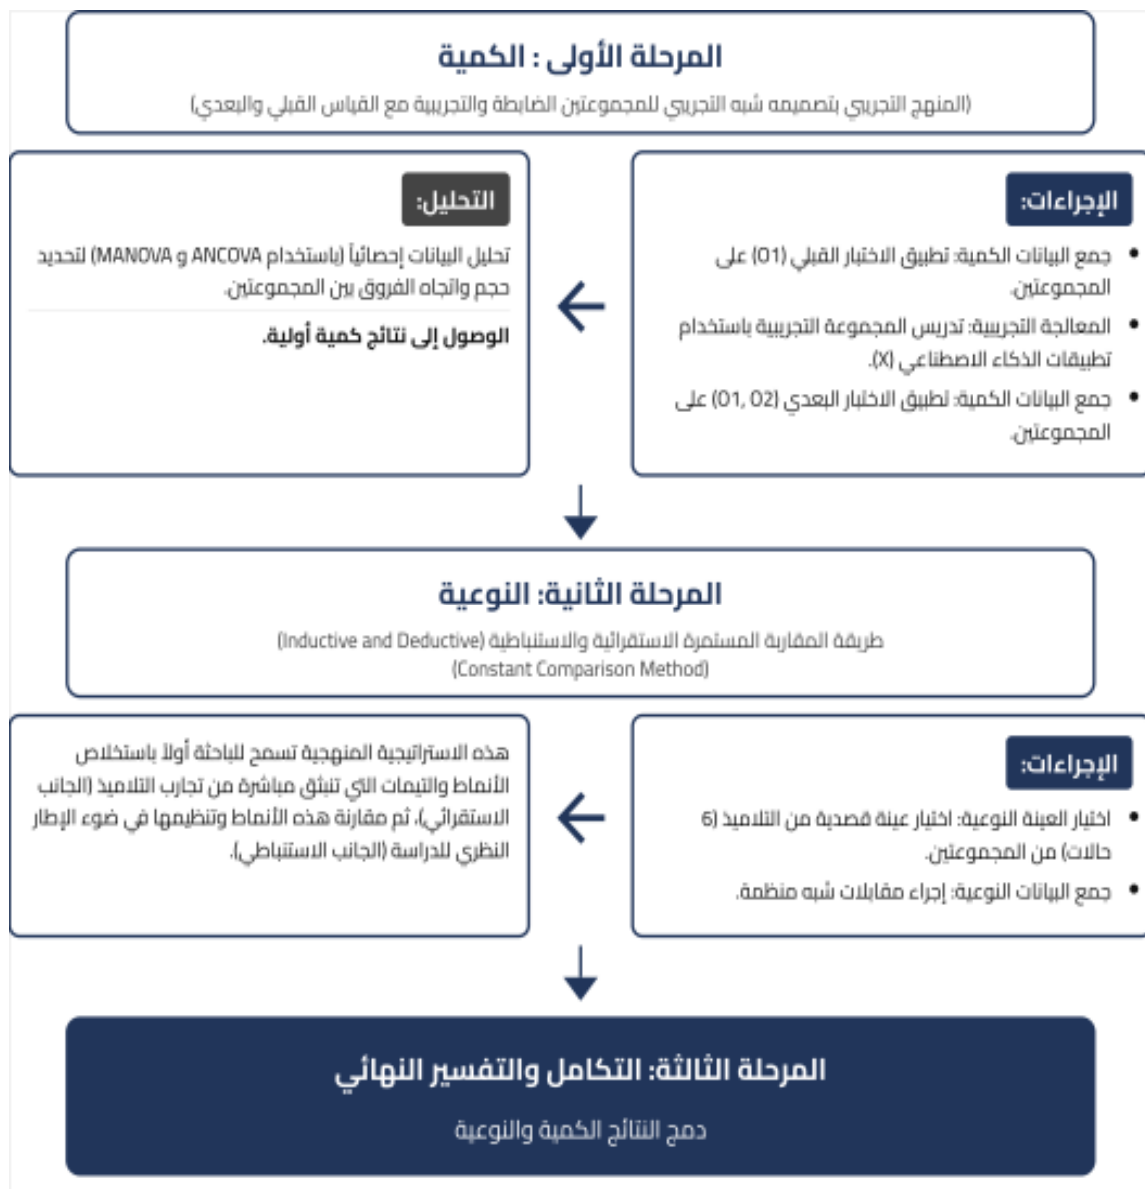 المرحلة الأولى : الكمية
(المنهج التجريبي بتصميمه شبه التجريبي للمجموعتين الضابطة والتجريبية مع القياس القبلي والبعدي)
الإجراءات:
• جمع البيانات الكمية: تطبيق الاختبار القبلي (O1) على
المجموعتين.
• المعالجة التجريبية: تدريس المجموعة التجريبية باستخدام
تطبيقات الذكاء الاصطناعي (X).
• جمع البيانات الكمية: تطبيق الاختبار البعدي (O1, O2) على
المجموعتين.
التحليل:
تحليل البيانات إحصائياً (باستخدام ANCOVA و MANOVA) لتحديد
حجم واتجاه الفروق بين المجموعتين.
الوصول إلى نتائج كمية أولية.
المرحلة الثانية: النوعية
طريقة المقاربة المستمرة الاستقرائية والاستنباطية (Inductive and Deductive)
(Constant Comparison Method)
الإجراءات:
• اختيار العينة النوعية: اختيار عينة قصدية من التلاميذ (6
حالات) من المجموعتين.
• جمع البيانات النوعية: إجراء مقابلات شبه منظمة.
هذه الاستراتيجية المنهجية تسمح للباحثة أولاً باستخلاص
الأنماط والتيمات التي تنبثق مباشرة من تجارب التلاميذ (الجانب
الاستقرائي)، ثم مقارنة هذه الأنماط وتنظيمها في ضوء الإطار
النظري للدراسة (الجانب الاستنباطي).
المرحلة الثالثة: التكامل والتفسير النهائي
دمج النتائج الكمية والنوعية